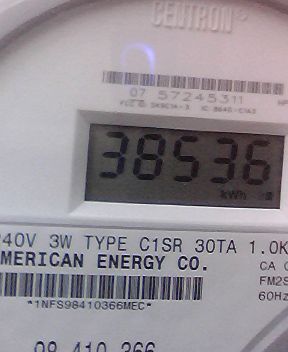 CENTRON®
07 57245311
38536
kWh
240V 3W TYPE C1SR 30TA 1.0K
AMERICAN ENERGY CO.
CA
FM2S
*1NFS98410366MEC*
60Hz
98 410 366